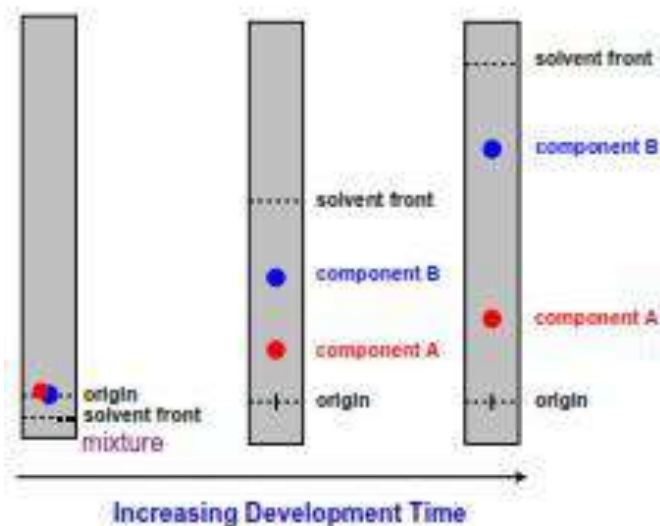 solvent front
component B
solvent front
component B
component A
component A
origin
origin
origin
solvent front
mixture
Increasing Development Time